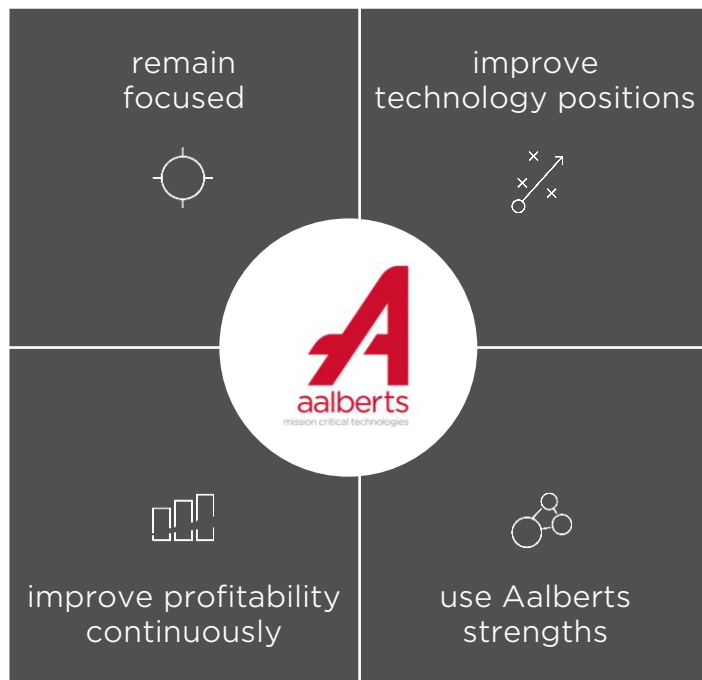 remain
focused
improve
technology positions
aalberts
mission critical technologies
improve profitability
continuously
use Aalberts
strengths